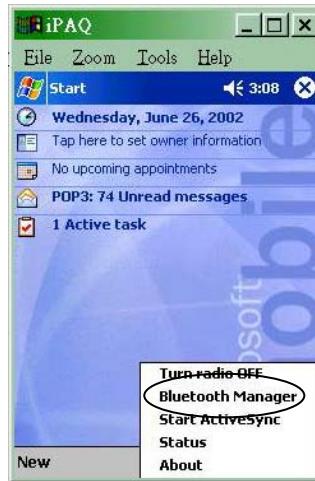 iPAQ
File Zoom Tools Help
Start 3:08
Wednesday, June 26, 2002
Tap here to set owner information
No upcoming appointments
POP3: 74 Unread messages
1 Active task
Turn radio OFF
Bluetooth Manager
Start ActiveSync
Status
New About